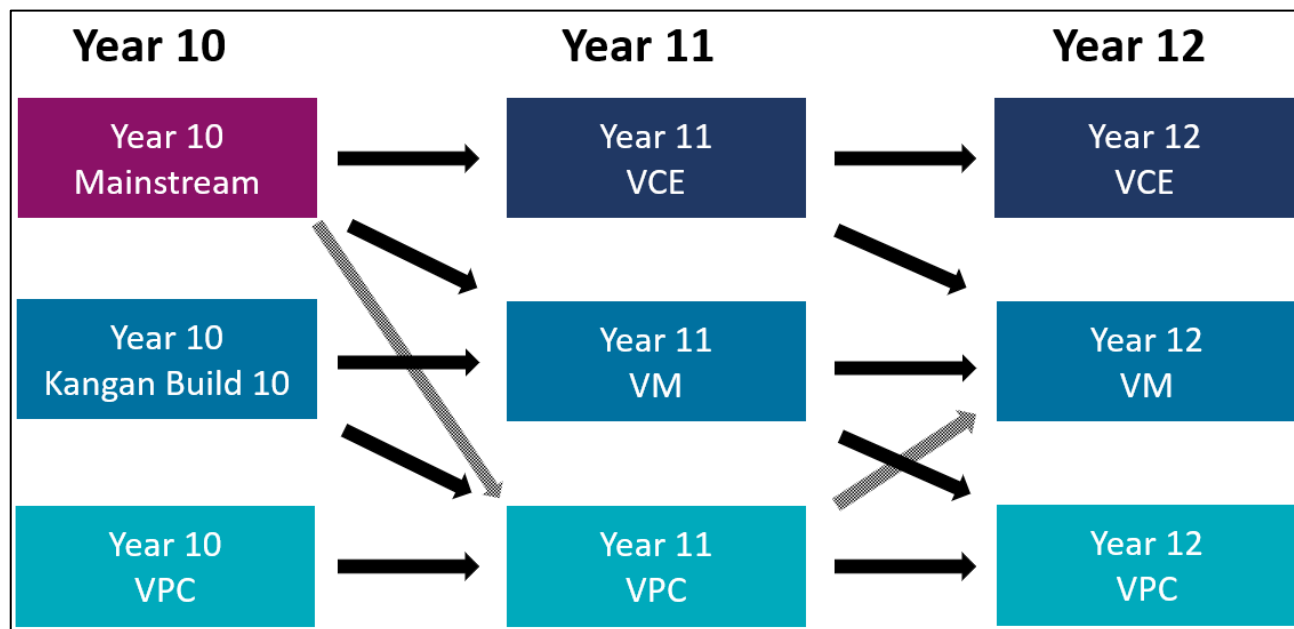 Year 10
Year 11
Year 12
Year 10
Mainstream
Year 11
VCE
Year 12
VCE
Year 10
Kangan Build 10
Year 11
VM
Year 12
VM
Year 10
VPC
Year 11
VPC
Year 12
VPC